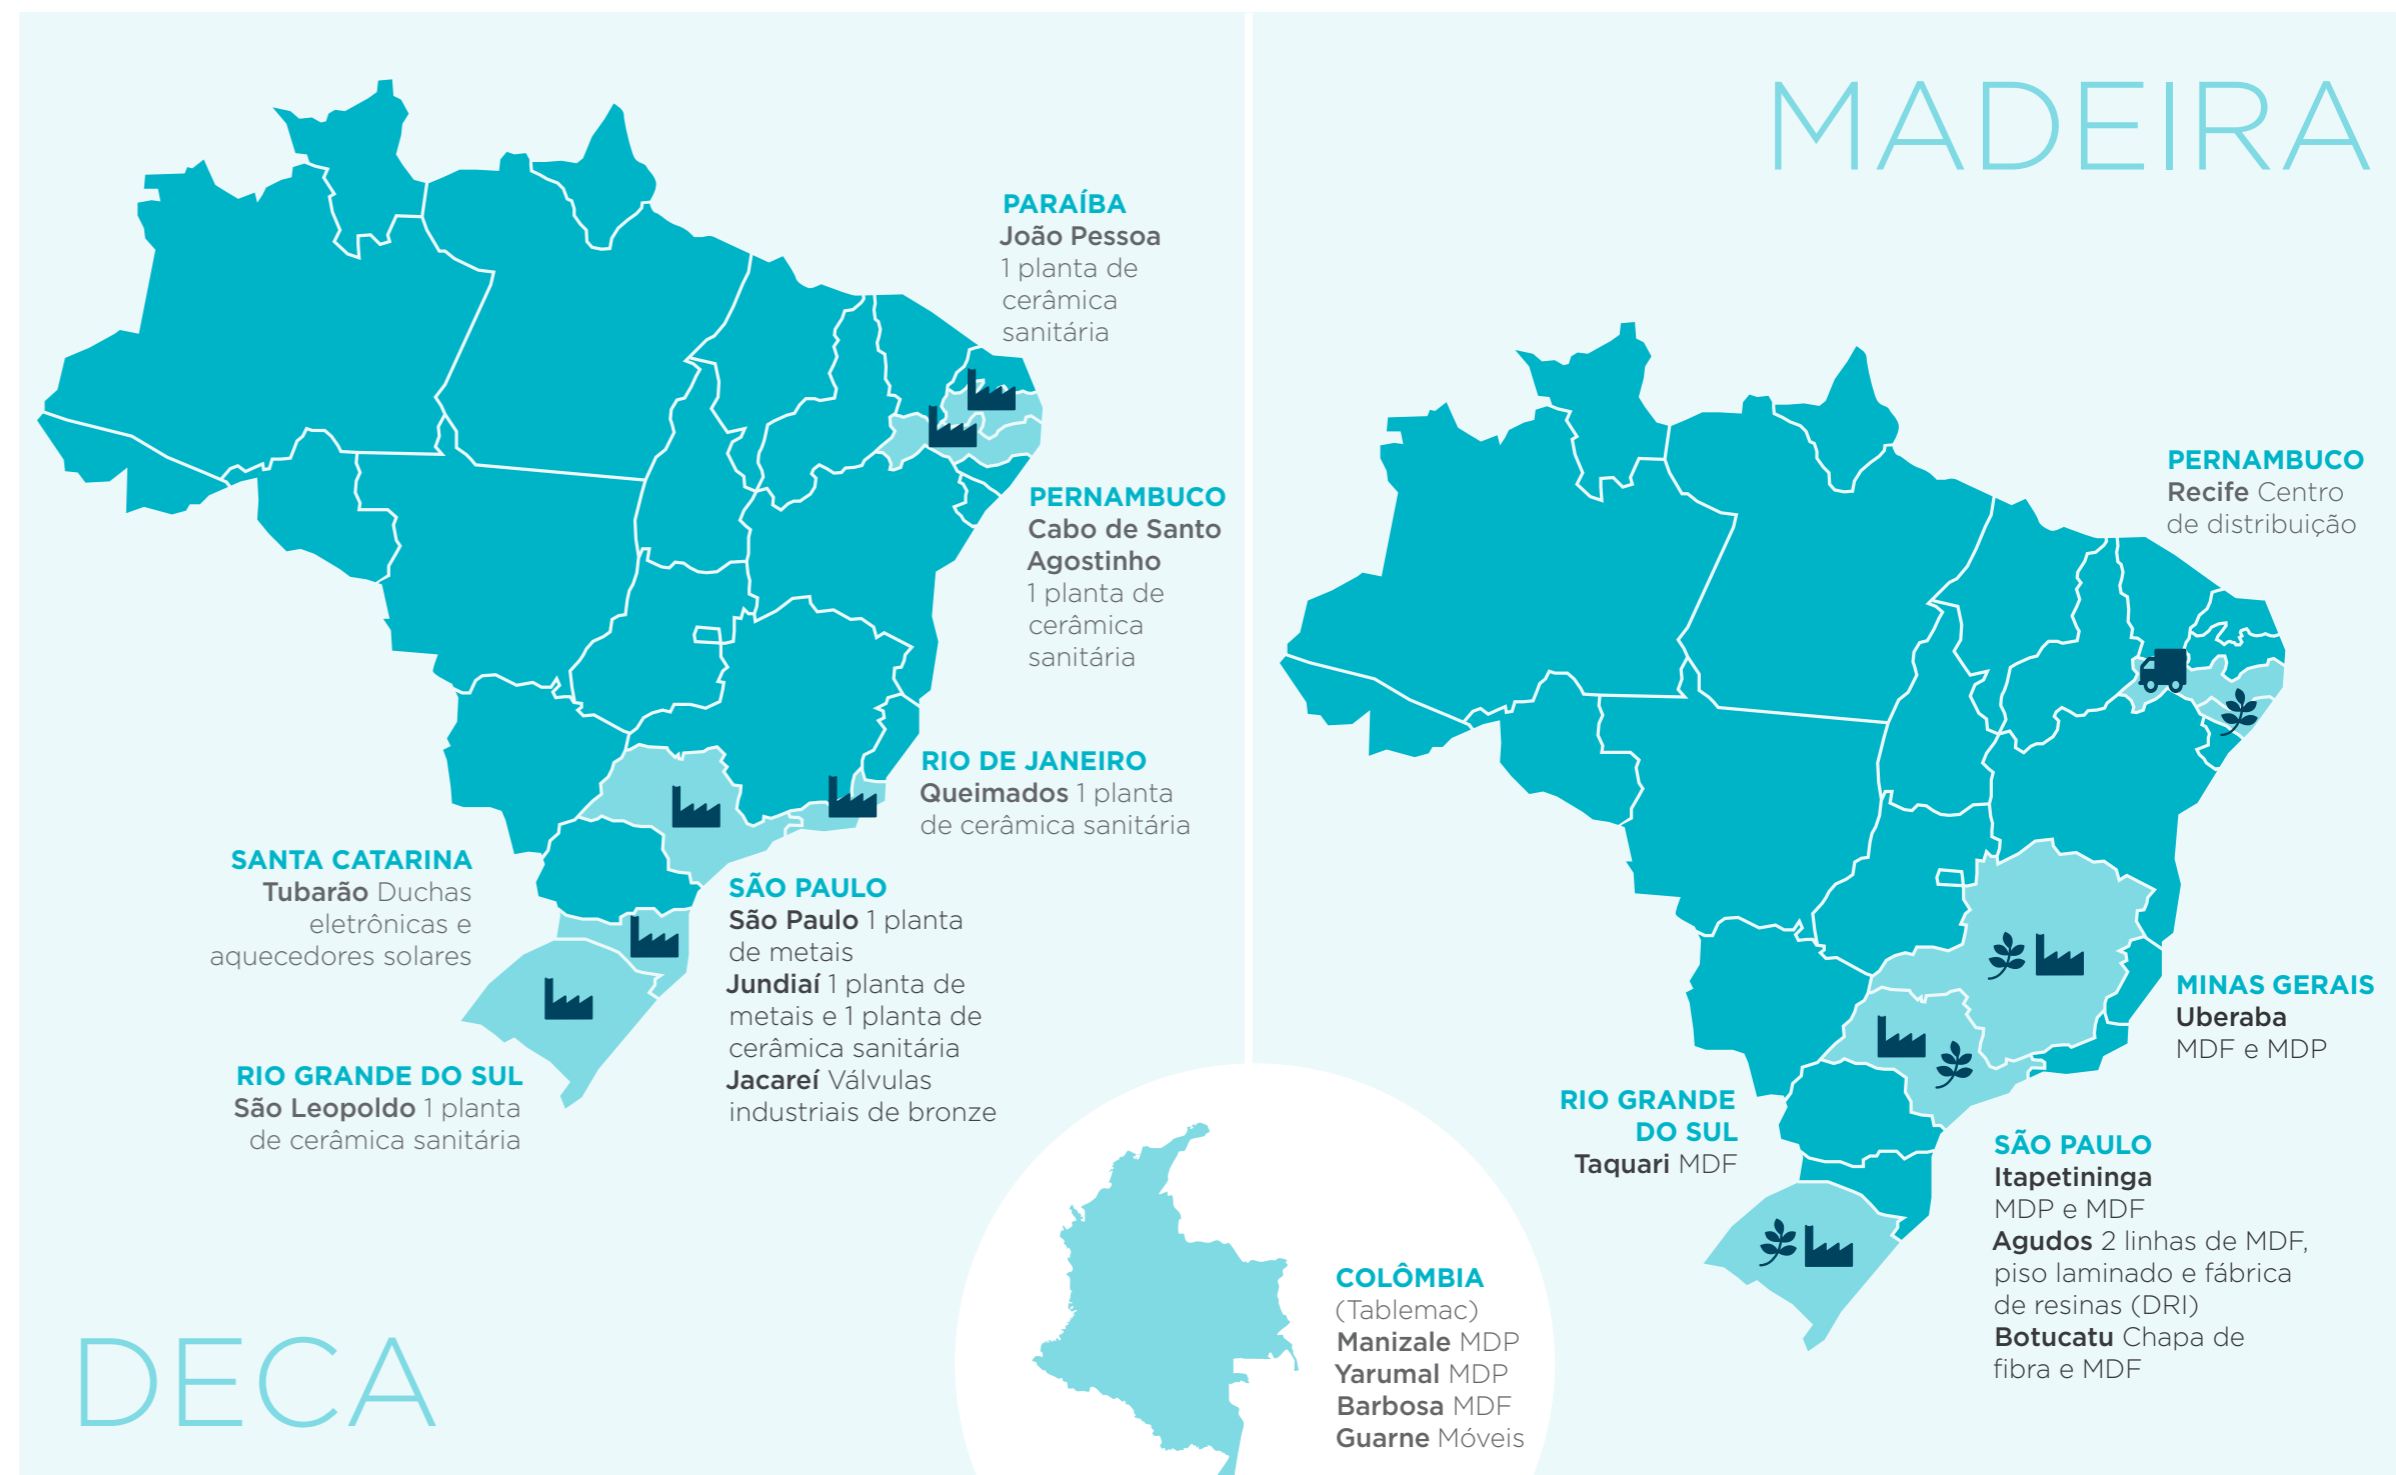 PARAÍBA
João Pessoa
1 planta de
cerâmica
sanitária
PERNAMBUCO
Cabo de Santo
Agostinho
1 planta de
cerâmica
sanitária
RIO DE JANEIRO
Queimados 1 planta
de cerâmica sanitária
SANTA CATARINA
Tubarão Duchas
eletrônicas e
aquecedores solares
SÃO PAULO
São Paulo 1 planta
de metais
Jundiaí 1 planta de
metais e 1 planta de
cerâmica sanitária
Jacareí Válvulas
industriais de bronze
RIO GRANDE DO SUL
São Leopoldo 1 planta
de cerâmica sanitária
DECA
COLÔMBIA
(Tablemac)
Manizale MDP
Yarumal MDP
Barbosa MDF
Guarne Móveis
MADEIRA
PERNAMBUCO
Recife Centro
de distribuição
MINAS GERAIS
Uberaba
MDF e MDP
RIO GRANDE
DO SUL
Taquari MDF
SÃO PAULO
Itapetininga
MDP e MDF
Agudos 2 linhas de MDF,
piso laminado e fábrica
de resinas (DRI)
Botucatu Chapa de
fibra e MDF